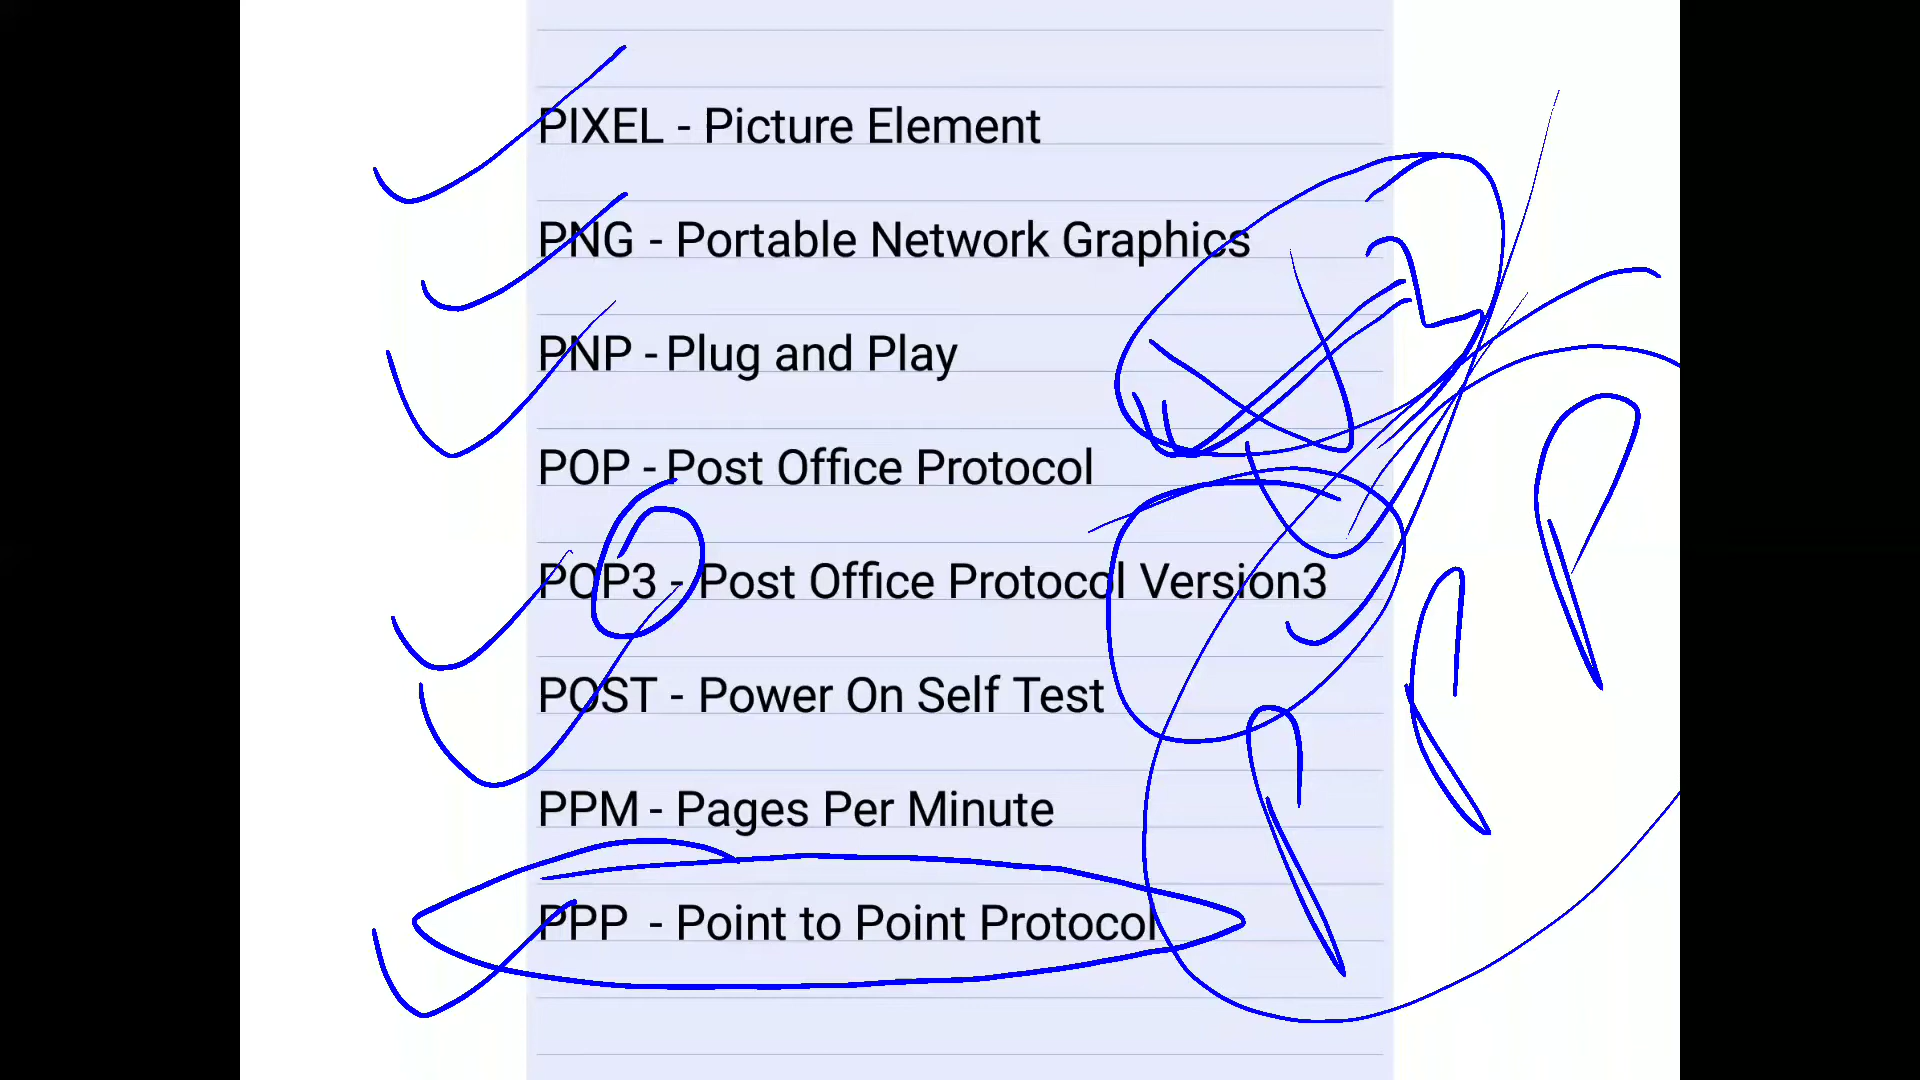 PIXEL - Picture Element
PNG - Portable Network Graphics
PNP - Plug and Play
POP - Post Office Protocol
POP3 - Post Office Protocol Version3
POST - Power On Self Test
PPM - Pages Per Minute
PPP - Point to Point Protocol